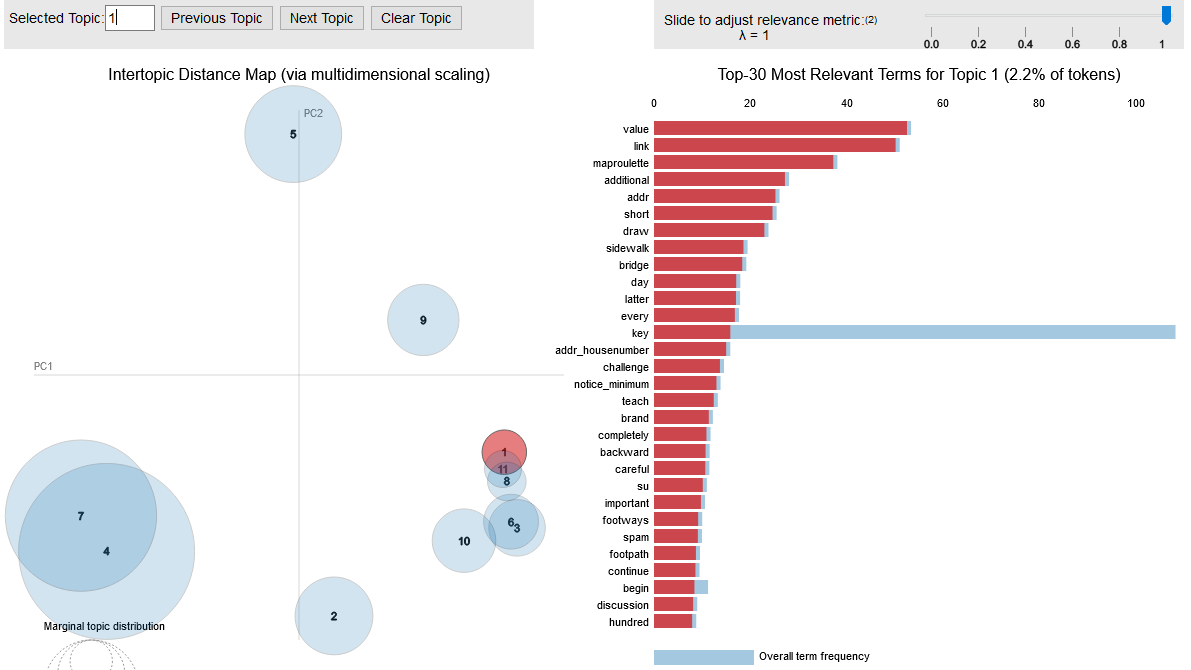 Selected Topic: 1 Previous Topic Next Topic Clear Topic
Slide to adjust relevance metric:(2)
λ = 1
0.0 0.2 0.4 0.6 0.8 1
Intertopic Distance Map (via multidimensional scaling)
PC2
5
9
PC1
1
11
8
7
6
3
10
4
2
Marginal topic distribution
Top-30 Most Relevant Terms for Topic 1 (2.2% of tokens)
0 20 40 60 80 100
value
link
maproulette
additional
addr
short
draw
sidewalk
bridge
day
latter
every
key
addr_housenumber
challenge
notice_minimum
teach
brand
completely
backward
careful
su
important
footways
spam
footpath
continue
begin
discussion
hundred
Overall term frequency